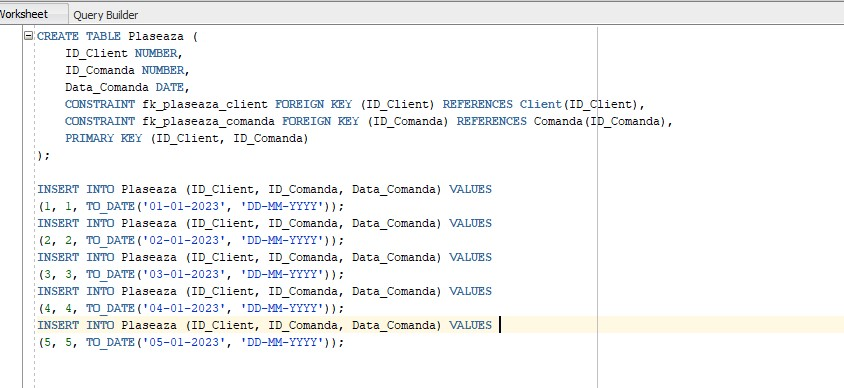 Worksheet Query Builder
CREATE TABLE Plaseaza (
    ID_Client NUMBER,
    ID_Comanda NUMBER,
    Data_Comanda DATE,
    CONSTRAINT fk_plaseaza_client FOREIGN KEY (ID_Client) REFERENCES Client(ID_Client),
    CONSTRAINT fk_plaseaza_comanda FOREIGN KEY (ID_Comanda) REFERENCES Comanda(ID_Comanda),
    PRIMARY KEY (ID_Client, ID_Comanda)
);
INSERT INTO Plaseaza (ID_Client, ID_Comanda, Data_Comanda) VALUES
(1, 1, TO_DATE('01-01-2023', 'DD-MM-YYYY'));
INSERT INTO Plaseaza (ID_Client, ID_Comanda, Data_Comanda) VALUES
(2, 2, TO_DATE('02-01-2023', 'DD-MM-YYYY'));
INSERT INTO Plaseaza (ID_Client, ID_Comanda, Data_Comanda) VALUES
(3, 3, TO_DATE('03-01-2023', 'DD-MM-YYYY'));
INSERT INTO Plaseaza (ID_Client, ID_Comanda, Data_Comanda) VALUES
(4, 4, TO_DATE('04-01-2023', 'DD-MM-YYYY'));
INSERT INTO Plaseaza (ID_Client, ID_Comanda, Data_Comanda) VALUES
(5, 5, TO_DATE('05-01-2023', 'DD-MM-YYYY'));